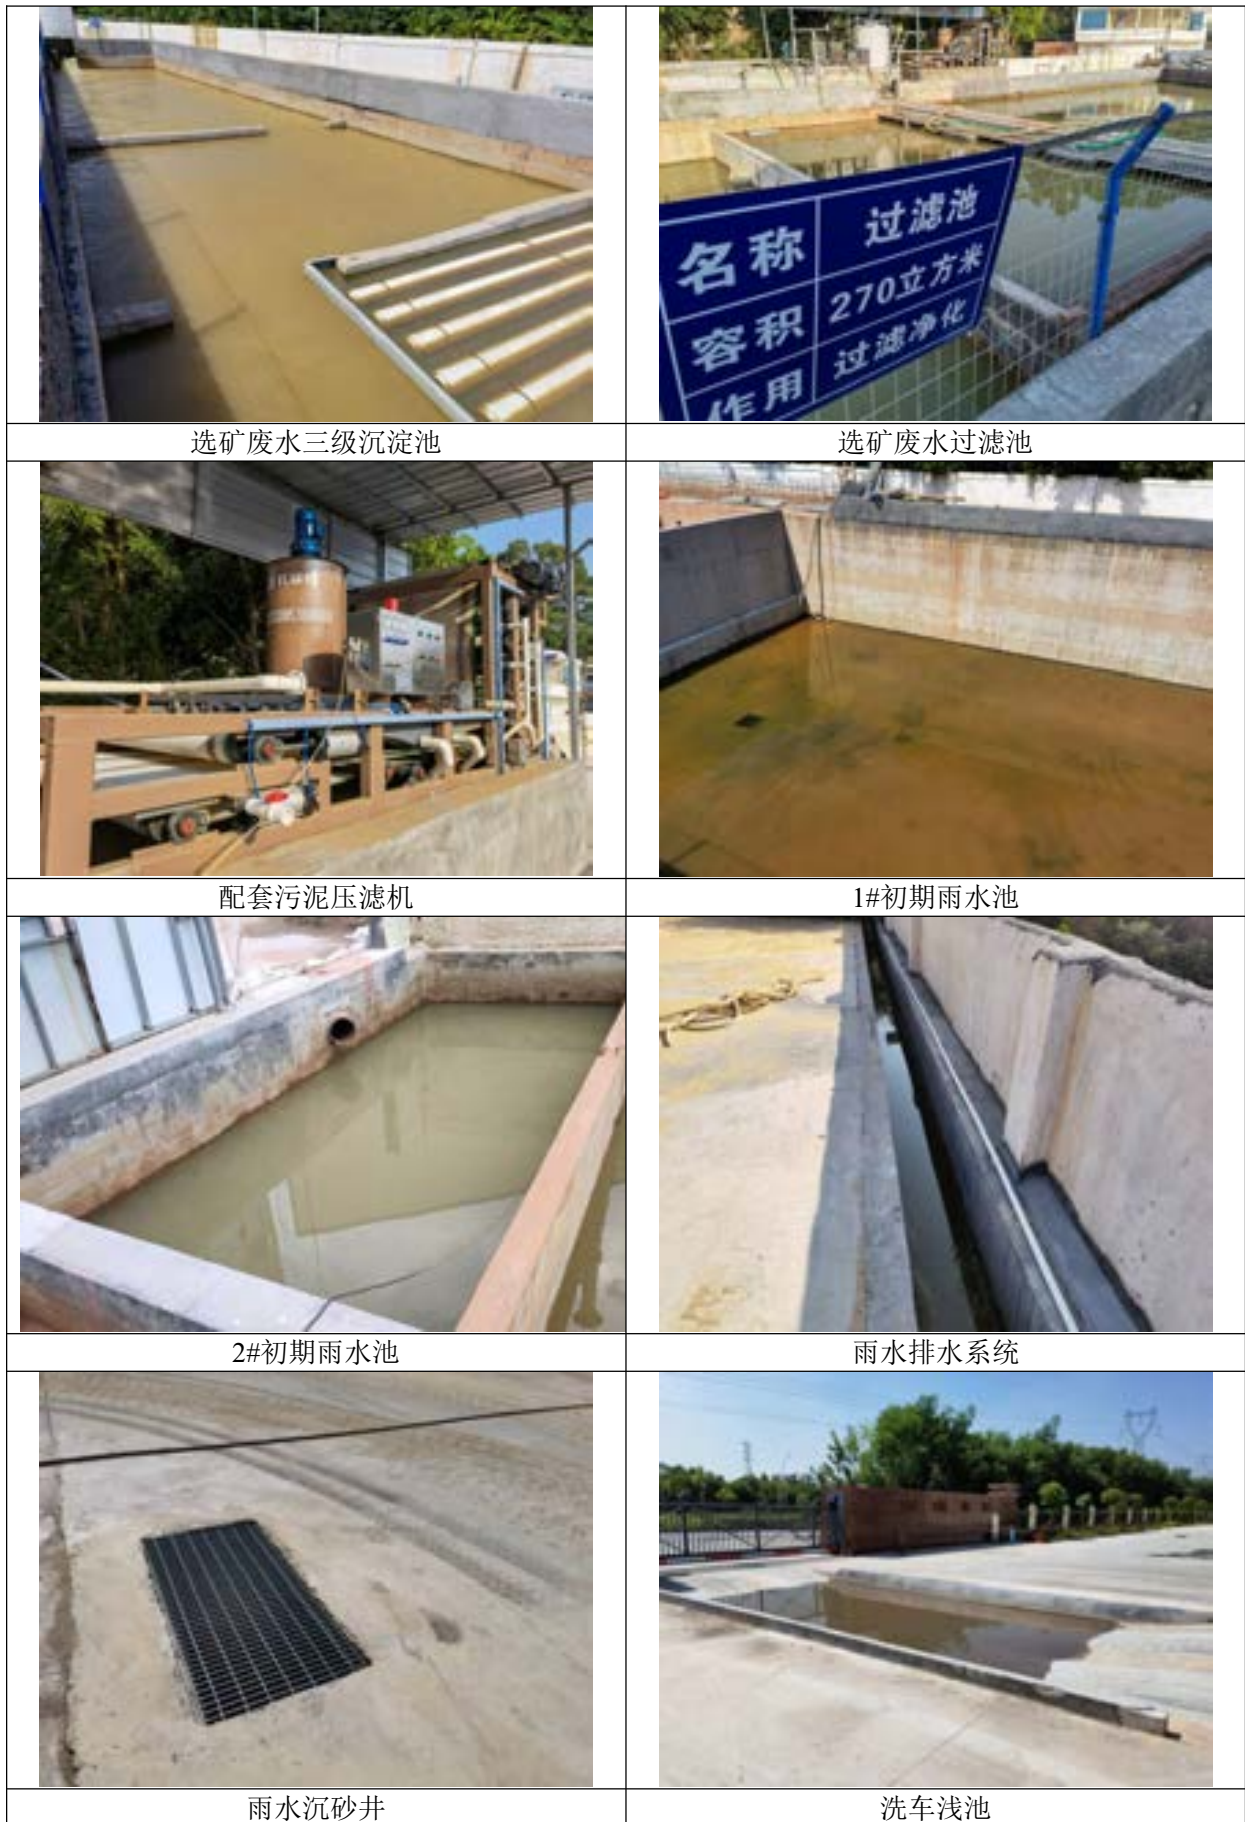 名称 过滤池
容积 270立方米
作用 过滤净化
选矿废水三级沉淀池 选矿废水过滤池
配套污泥压滤机 1#初期雨水池
2#初期雨水池 雨水排水系统
雨水沉砂井 洗车浅池